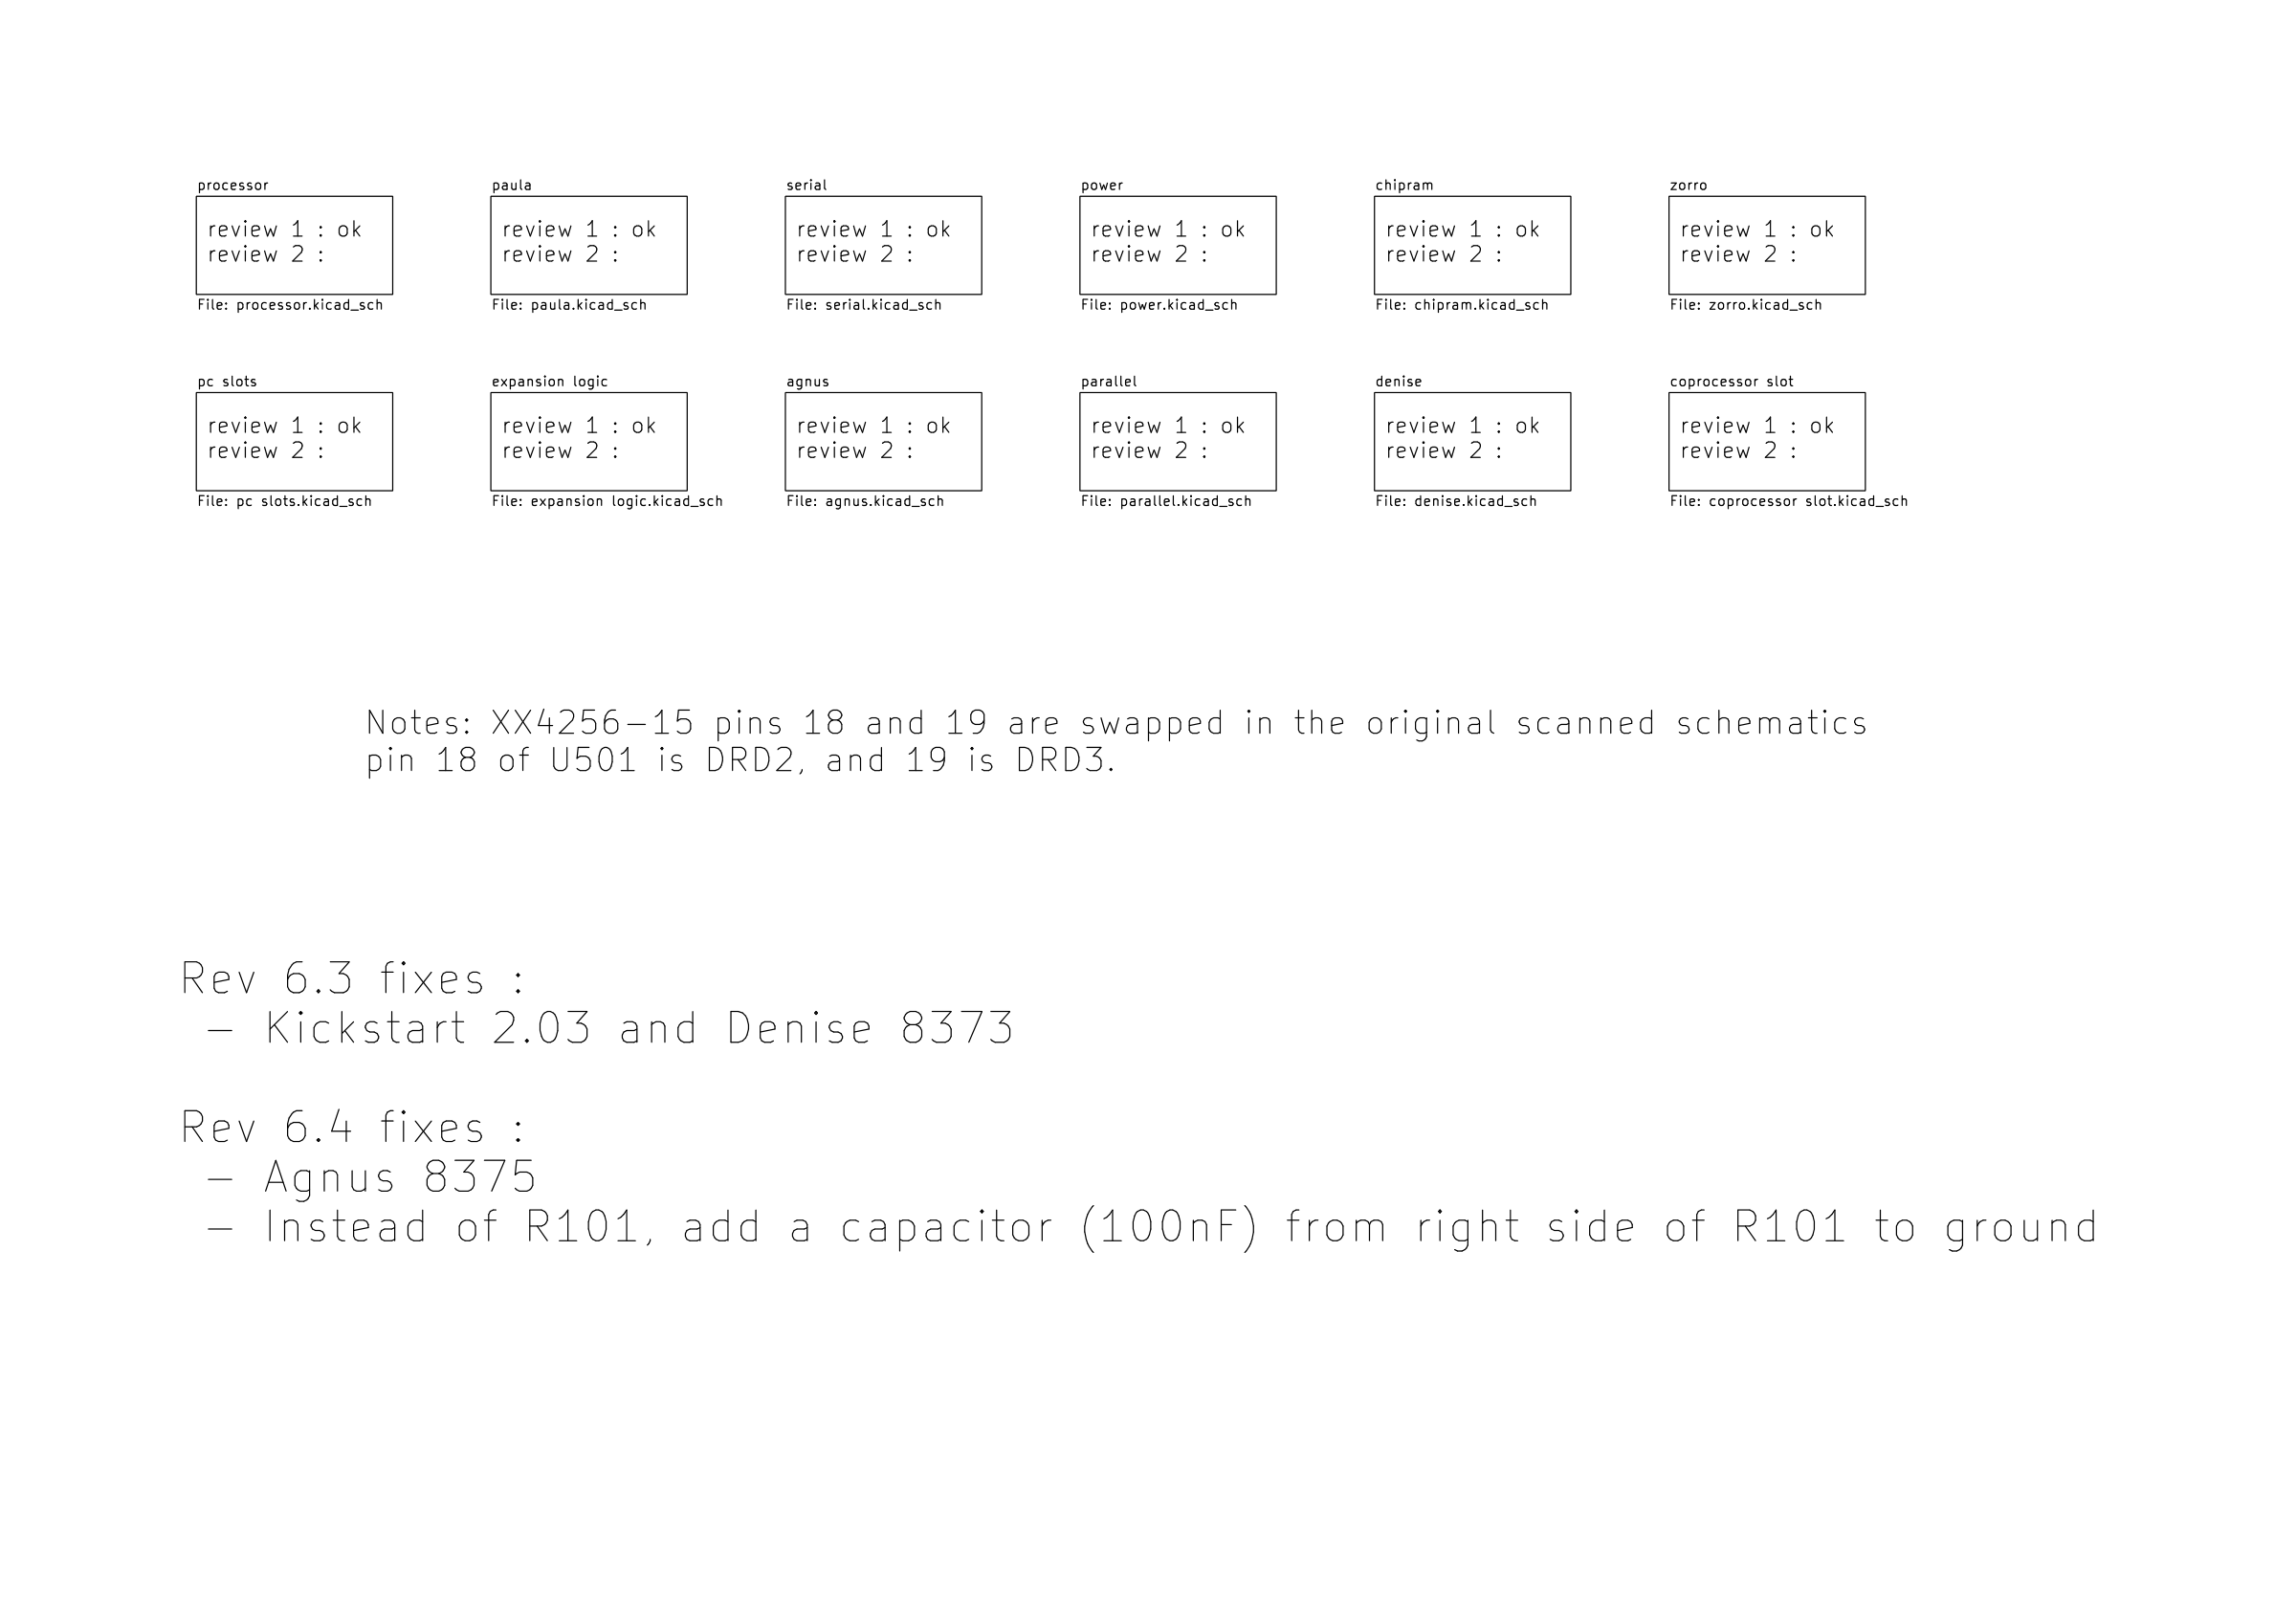 processor paula serial power chipram zorro
review 1 : ok review 1 : ok review 1 : ok review 1 : ok review 1 : ok review 1 : ok
review 2 : review 2 : review 2 : review 2 : review 2 : review 2 :
File: processor.kicad_sch File: paula.kicad_sch File: serial.kicad_sch File: power.kicad_sch File: chipram.kicad_sch File: zorro.kicad_sch
pc slots expansion logic agnus parallel denise coprocessor slot
review 1 : ok review 1 : ok review 1 : ok review 1 : ok review 1 : ok review 1 : ok
review 2 : review 2 : review 2 : review 2 : review 2 : review 2 :
File: pc slots.kicad_sch File: expansion logic.kicad_sch File: agnus.kicad_sch File: parallel.kicad_sch File: denise.kicad_sch File: coprocessor slot.kicad_sch
Notes: XX4256-15 pins 18 and 19 are swapped in the original scanned schematics
pin 18 of U501 is DRD2, and 19 is DRD3.
Rev 6.3 fixes :
- Kickstart 2.03 and Denise 8373
Rev 6.4 fixes :
- Agnus 8375
- Instead of R101, add a capacitor (100nF) from right side of R101 to ground